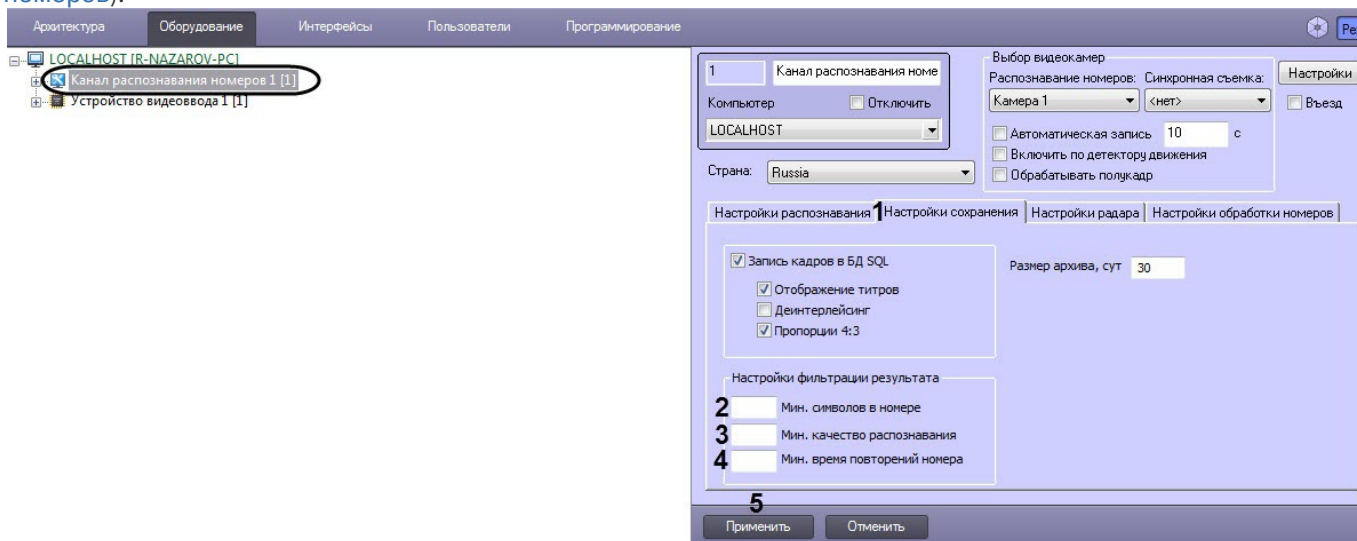 номеров).
Архитектура Оборудование Интерфейсы Пользователи Программирование
LOCALHOST [R-NAZAROV-PC]
Канал распознавания номеров 1 [1]
Устройство видеоввода 1 [1]
1 Канал распознавания номе
Компьютер Отключить
LOCALHOST
Страна: Russia
Выбор видеокамер
Распознавание номеров: Синхронная съемка: Настройки
Камера 1 <нет> Въезд
Автоматическая запись 10 с
Включить по детектору движения
Обрабатывать полукадр
Настройки распознавания 1 Настройки сохранения Настройки радара Настройки обработки номеров
Запись кадров в БД SQL Размер архива, сут 30
Отображение титров
Деинтерлейсинг
Пропорции 4:3
Настройки фильтрации результата
2 Мин. символов в номере
3 Мин. качество распознавания
4 Мин. время повторений номера
5
Применить Отменить